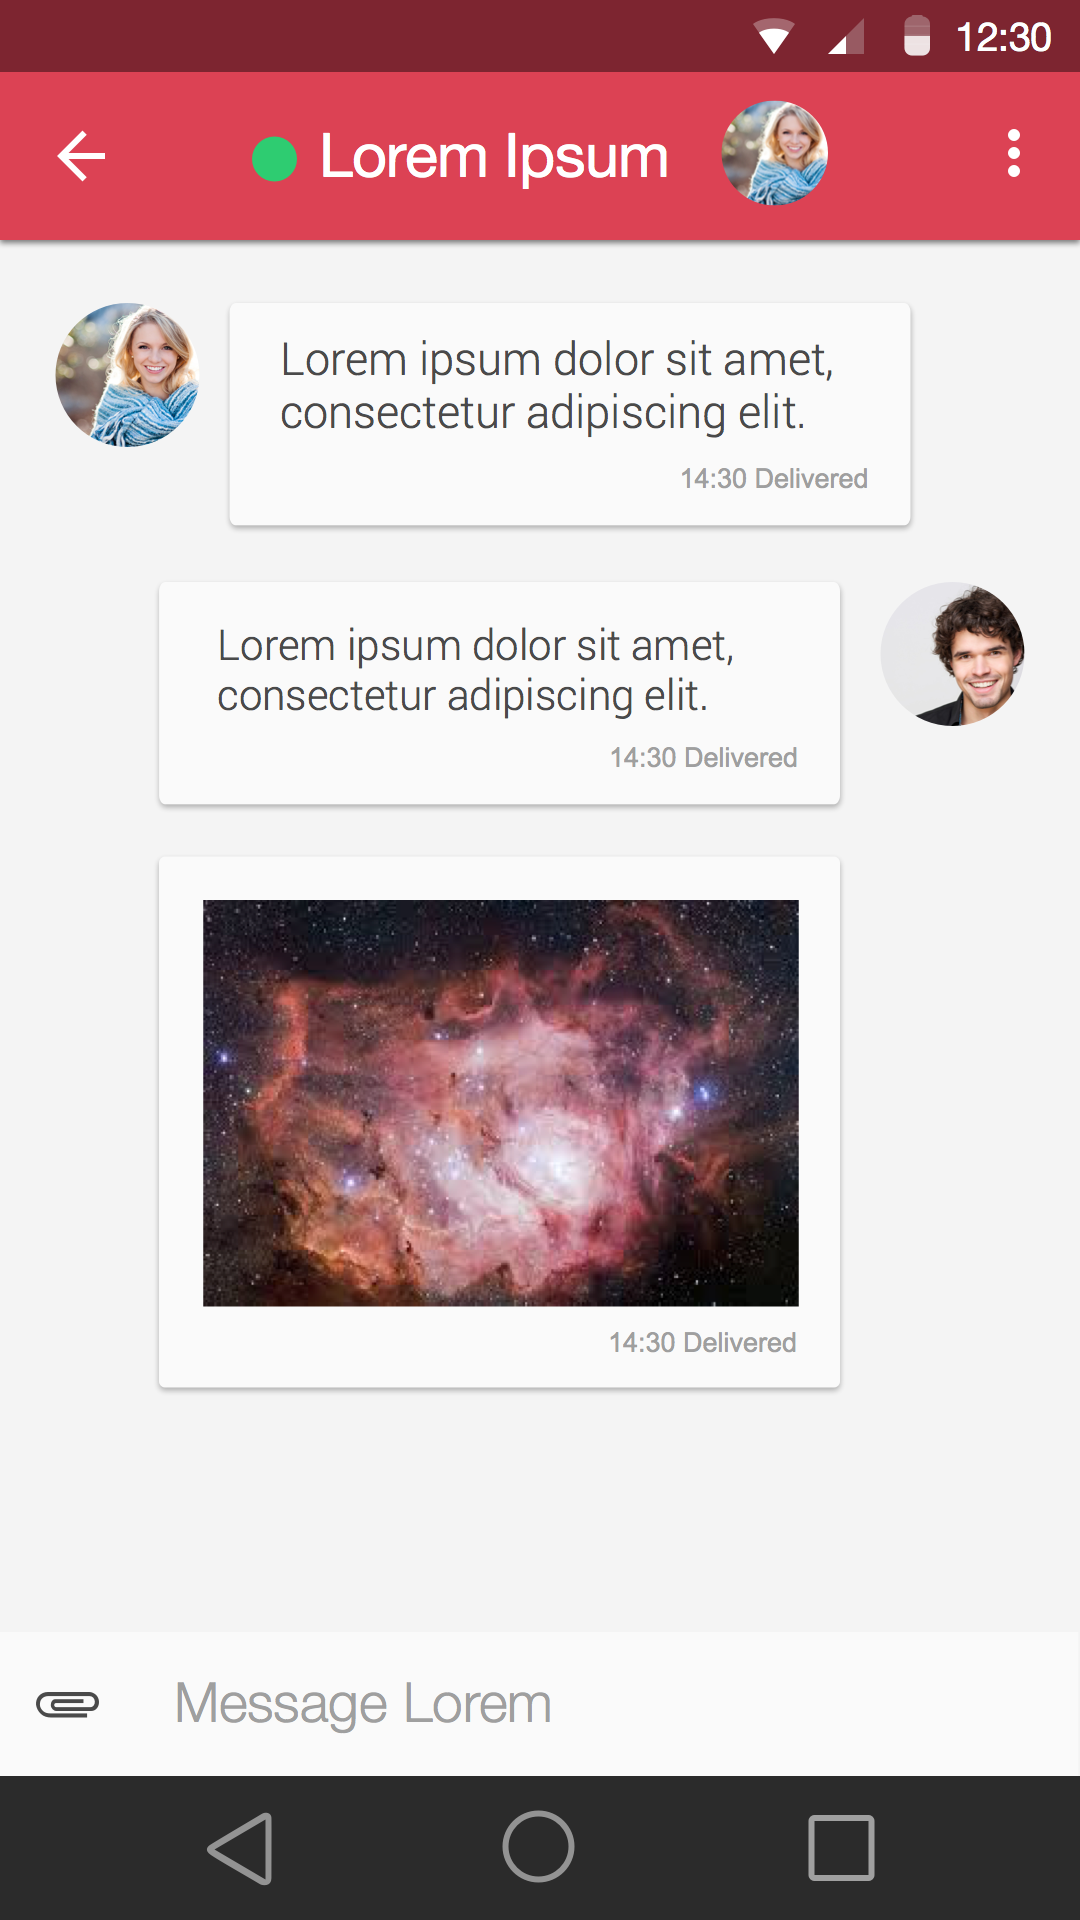 12:30
Lorem Ipsum
Lorem ipsum dolor sit amet,
consectetur adipiscing elit.
14:30 Delivered
Lorem ipsum dolor sit amet,
consectetur adipiscing elit.
14:30 Delivered
14:30 Delivered
Message Lorem